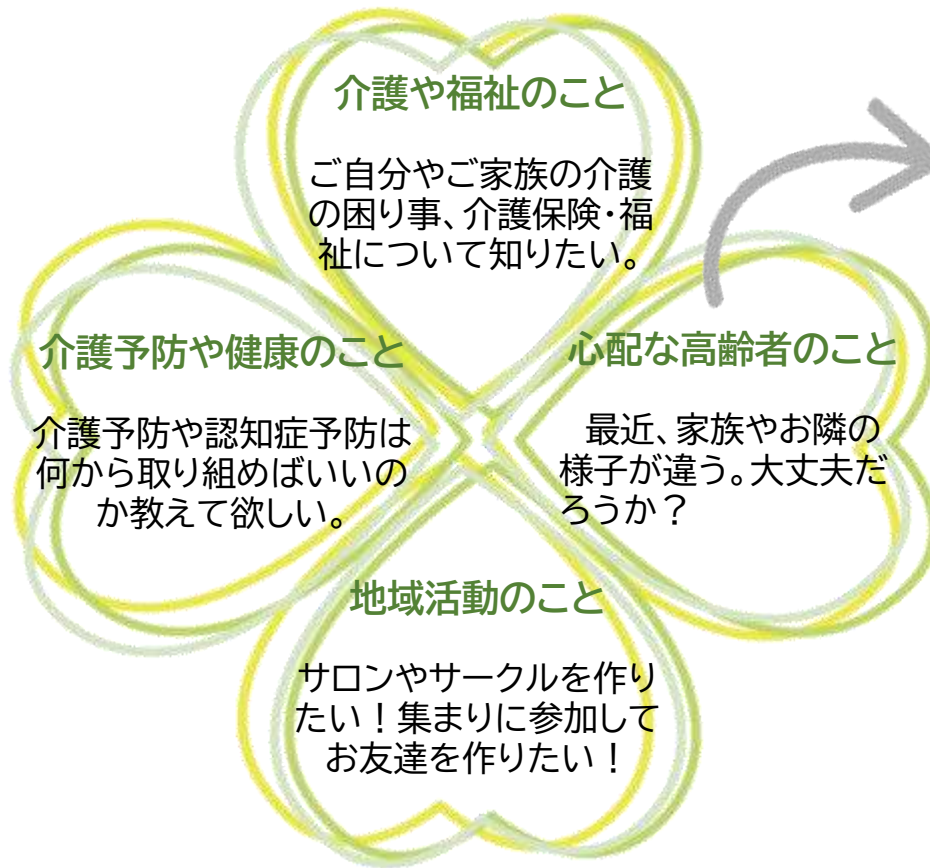 介護や福祉のこと
ご自分やご家族の介護
の困り事、介護保険・福
祉について知りたい。
介護予防や健康のこと
介護予防や認知症予防は
何から取り組めばいいの
か教えて欲しい。
心配な高齢者のこと
最近、家族やお隣の
様子が違う。大丈夫だ
ろうか？
地域活動のこと
サロンやサークルを作り
たい！集まりに参加して
お友達を作りたい！